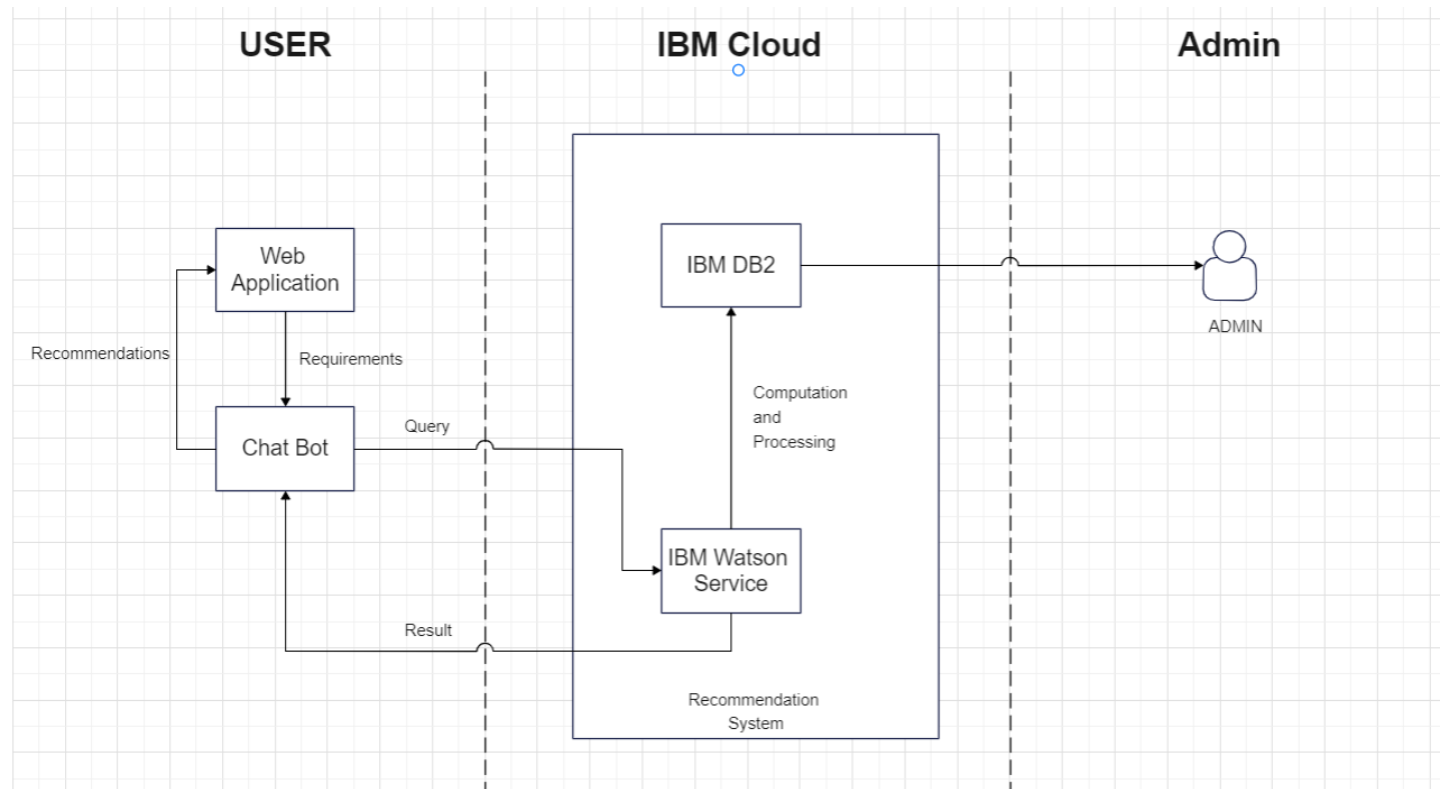 USER
IBM Cloud
Admin
Web
Application
IBM DB2
ADMIN
Recommendations
Requirements
Computation
and
Processing
Query
Chat Bot
IBM Watson
Service
Result
Recommendation
System